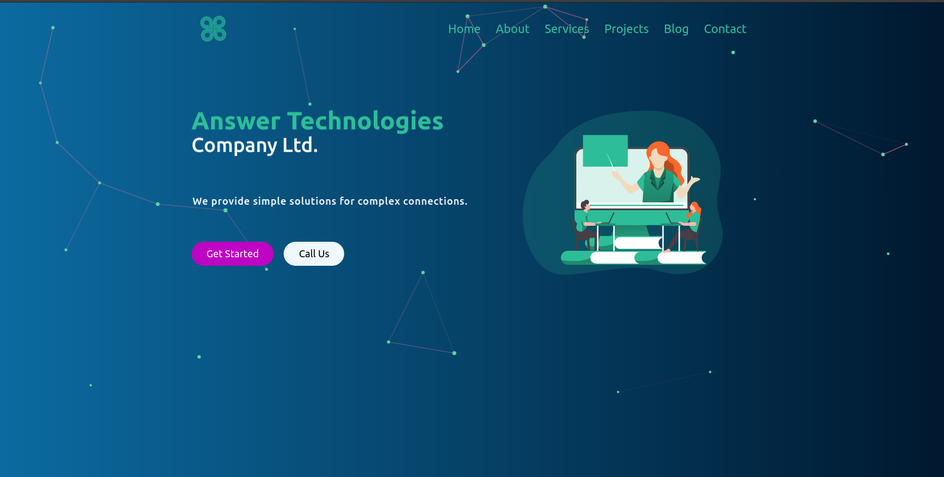 Home About Services Projects Blog Contact
Answer Technologies
Company Ltd.
We provide simple solutions for complex connections.
Get Started Call Us